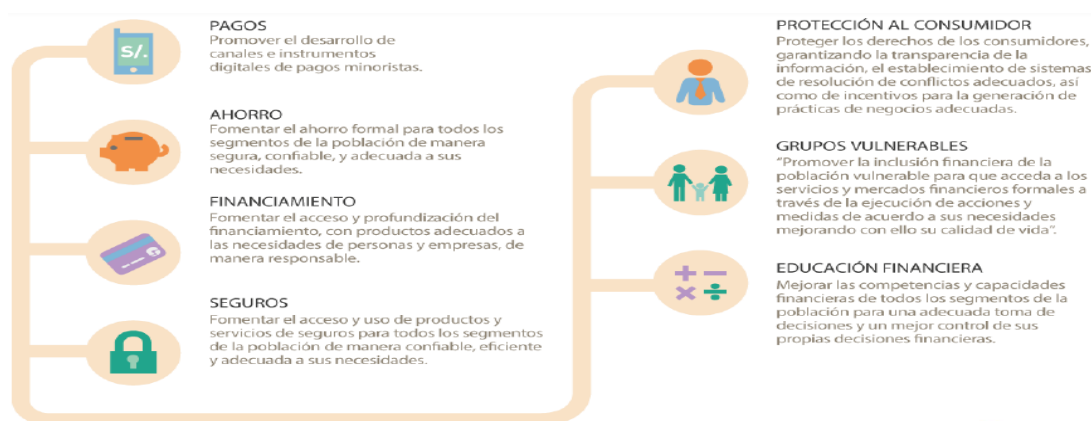 PAGOS
Promover el desarrollo de
canales e instrumentos
digitales de pagos minoristas.
S/.
AHORRO
Fomentar el ahorro formal para todos los
segmentos de la población de manera
segura, confiable, y adecuada a sus
necesidades.
FINANCIAMIENTO
Fomentar el acceso y profundización del
financiamiento, con productos adecuados a
las necesidades de personas y empresas, de
manera responsable.
SEGUROS
Fomentar el acceso y uso de productos y
servicios de seguros para todos los segmentos
de la población de manera confiable, eficiente
y adecuada a sus necesidades.
PROTECCIÓN AL CONSUMIDOR
Proteger los derechos de los consumidores,
garantizando la transparencia de la
información, el establecimiento de sistemas
de resolución de conflictos adecuados, así
como de incentivos para la generación de
prácticas de negocios adecuadas.
GRUPOS VULNERABLES
“Promover la inclusión financiera de la
población vulnerable para que acceda a los
servicios y mercados financieros formales a
través de la ejecución de acciones y
medidas de acuerdo a sus necesidades
mejorando con ello su calidad de vida”.
EDUCACIÓN FINANCIERA
Mejorar las competencias y capacidades
financieras de todos los segmentos de la
población para una adecuada toma de
decisiones y un mejor control de sus
propias decisiones financieras.